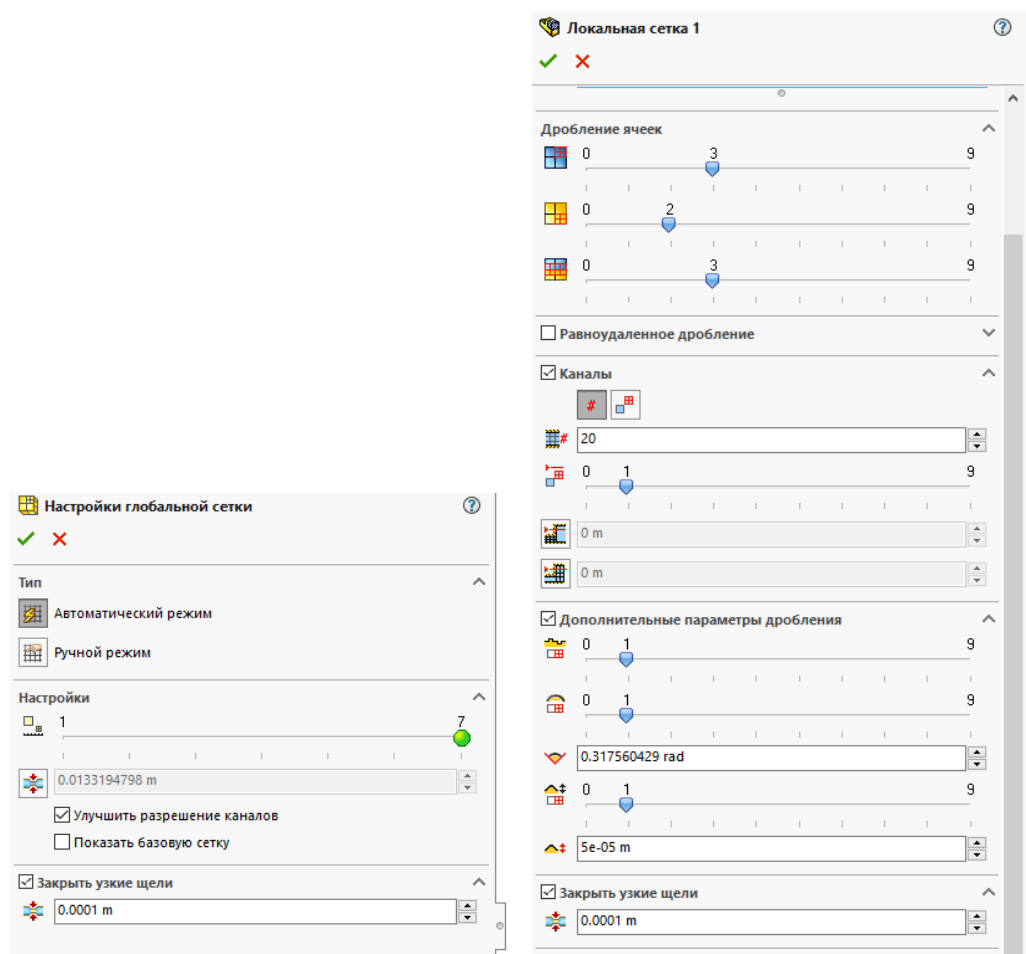 Настройки глобальной сетки
Тип
Автоматический режим
Ручной режим
Настройки
1 7
0.0133194798 m
Улучшить разрешение каналов
Показать базовую сетку
Закрыть узкие щели
0.0001 m
Локальная сетка 1
Дробление ячеек
0 3 9
0 2 9
0 3 9
Равноудаленное дробление
Каналы
#
# 20
0 1 9
0 m
0 m
Дополнительные параметры дробления
0 1 9
0 1 9
0.317560429 rad
0 1 9
5e-05 m
Закрыть узкие щели
0.0001 m